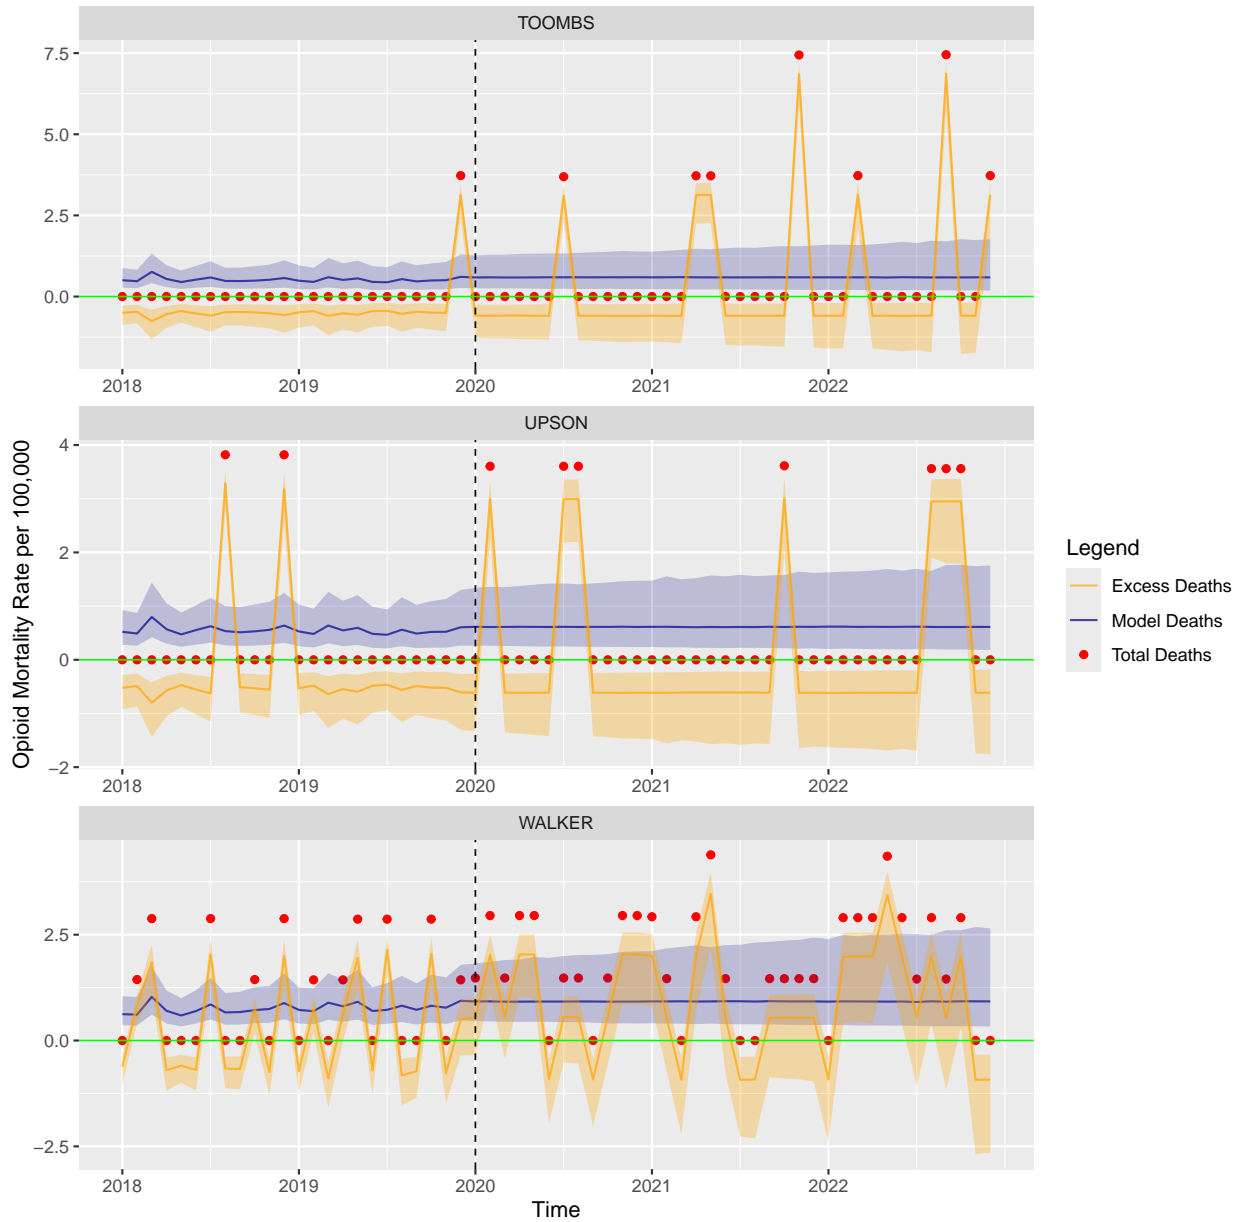 TOOMBS
7.5
5.0
2.5
0.0
2018 2019 2020 2021 2022
UPSON
4
2
0
−2
2018 2019 2020 2021 2022
WALKER
2.5
0.0
−2.5
2018 2019 2020 2021 2022
Time
Opioid Mortality Rate per 100,000
Legend
Excess Deaths
Model Deaths
Total Deaths